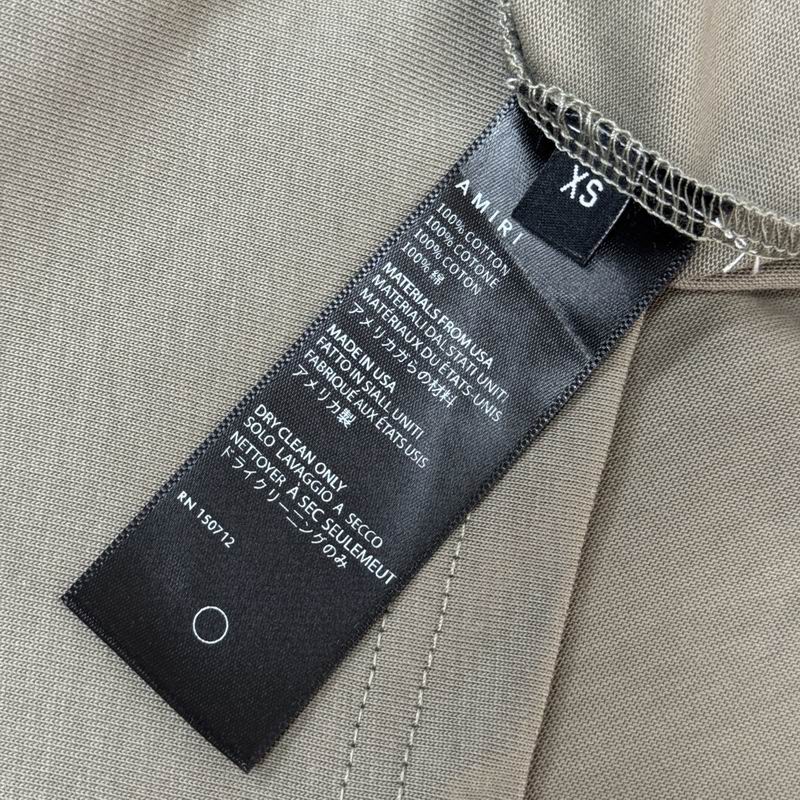 XS
AMIRI
100% COTTON
100% COTONE
100% COTON
100% 綿
MATERIALS FROM USA
MATERIALI DAL STATI UNITI
MATÉRIAUX DU ÉTATS-UNIS
アメリカからの材料
MADE IN USA
FATTO IN SIALL UNITI
FABRIQUÉ AUX ÉTATS USIS
アメリカ製
DRY CLEAN ONLY
SOLO LAVAGGIO A SECCO
NETTOYER À SEC SEULEMEUT
ドライクリーニングのみ
RN 150712